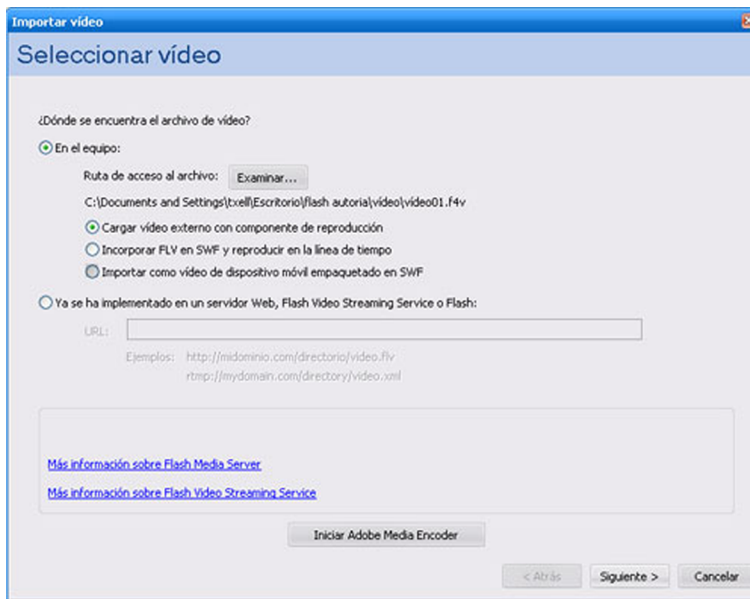 Importar vídeo
Seleccionar vídeo
¿Dónde se encuentra el archivo de vídeo?
En el equipo:
Ruta de acceso al archivo: Examinar...
C:\Documents and Settings\txell\Escritorio\flash autoria\vídeo\vídeo01.f4v
Cargar vídeo externo con componente de reproducción
Incorporar FLV en SWF y reproducir en la línea de tiempo
Importar como vídeo de dispositivo móvil empaquetado en SWF
Ya se ha implementado en un servidor Web, Flash Video Streaming Service o Flash:
URL:
Ejemplos: http://midominio.com/directorio/video.flv
rtmp://mydomain.com/directory/video.xml
Más información sobre Flash Media Server
Más información sobre Flash Video Streaming Service
Iniciar Adobe Media Encoder
< Atrás Siguiente > Cancelar